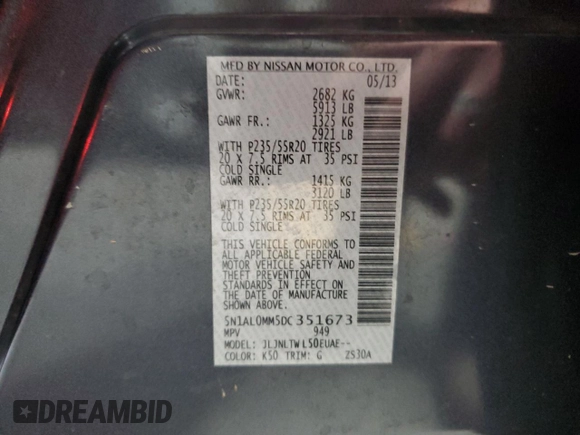 MFD BY NISSAN MOTOR CO., LTD.
DATE: 05/13
GVWR: 2682 KG
5913 LB
GAWR FR.: 1325 KG
2921 LB
WITH P235/55R20 TIRES
20 X 7.5 RIMS AT 35 PSI
COLD SINGLE
GAWR RR.: 1415 KG
3120 LB
WITH P235/55R20 TIRES
20 X 7.5 RIMS AT 35 PSI
COLD SINGLE
THIS VEHICLE CONFORMS TO
ALL APPLICABLE FEDERAL
MOTOR VEHICLE SAFETY AND
THEFT PREVENTION
STANDARDS IN EFFECT ON
THE DATE OF MANUFACTURE
SHOWN ABOVE.
5N1AL0MM5DC351673
MPV 949
MODEL: JLJNLTWL50EUAE--
COLOR: K50 TRIM: G ZS30A
DREAMBID